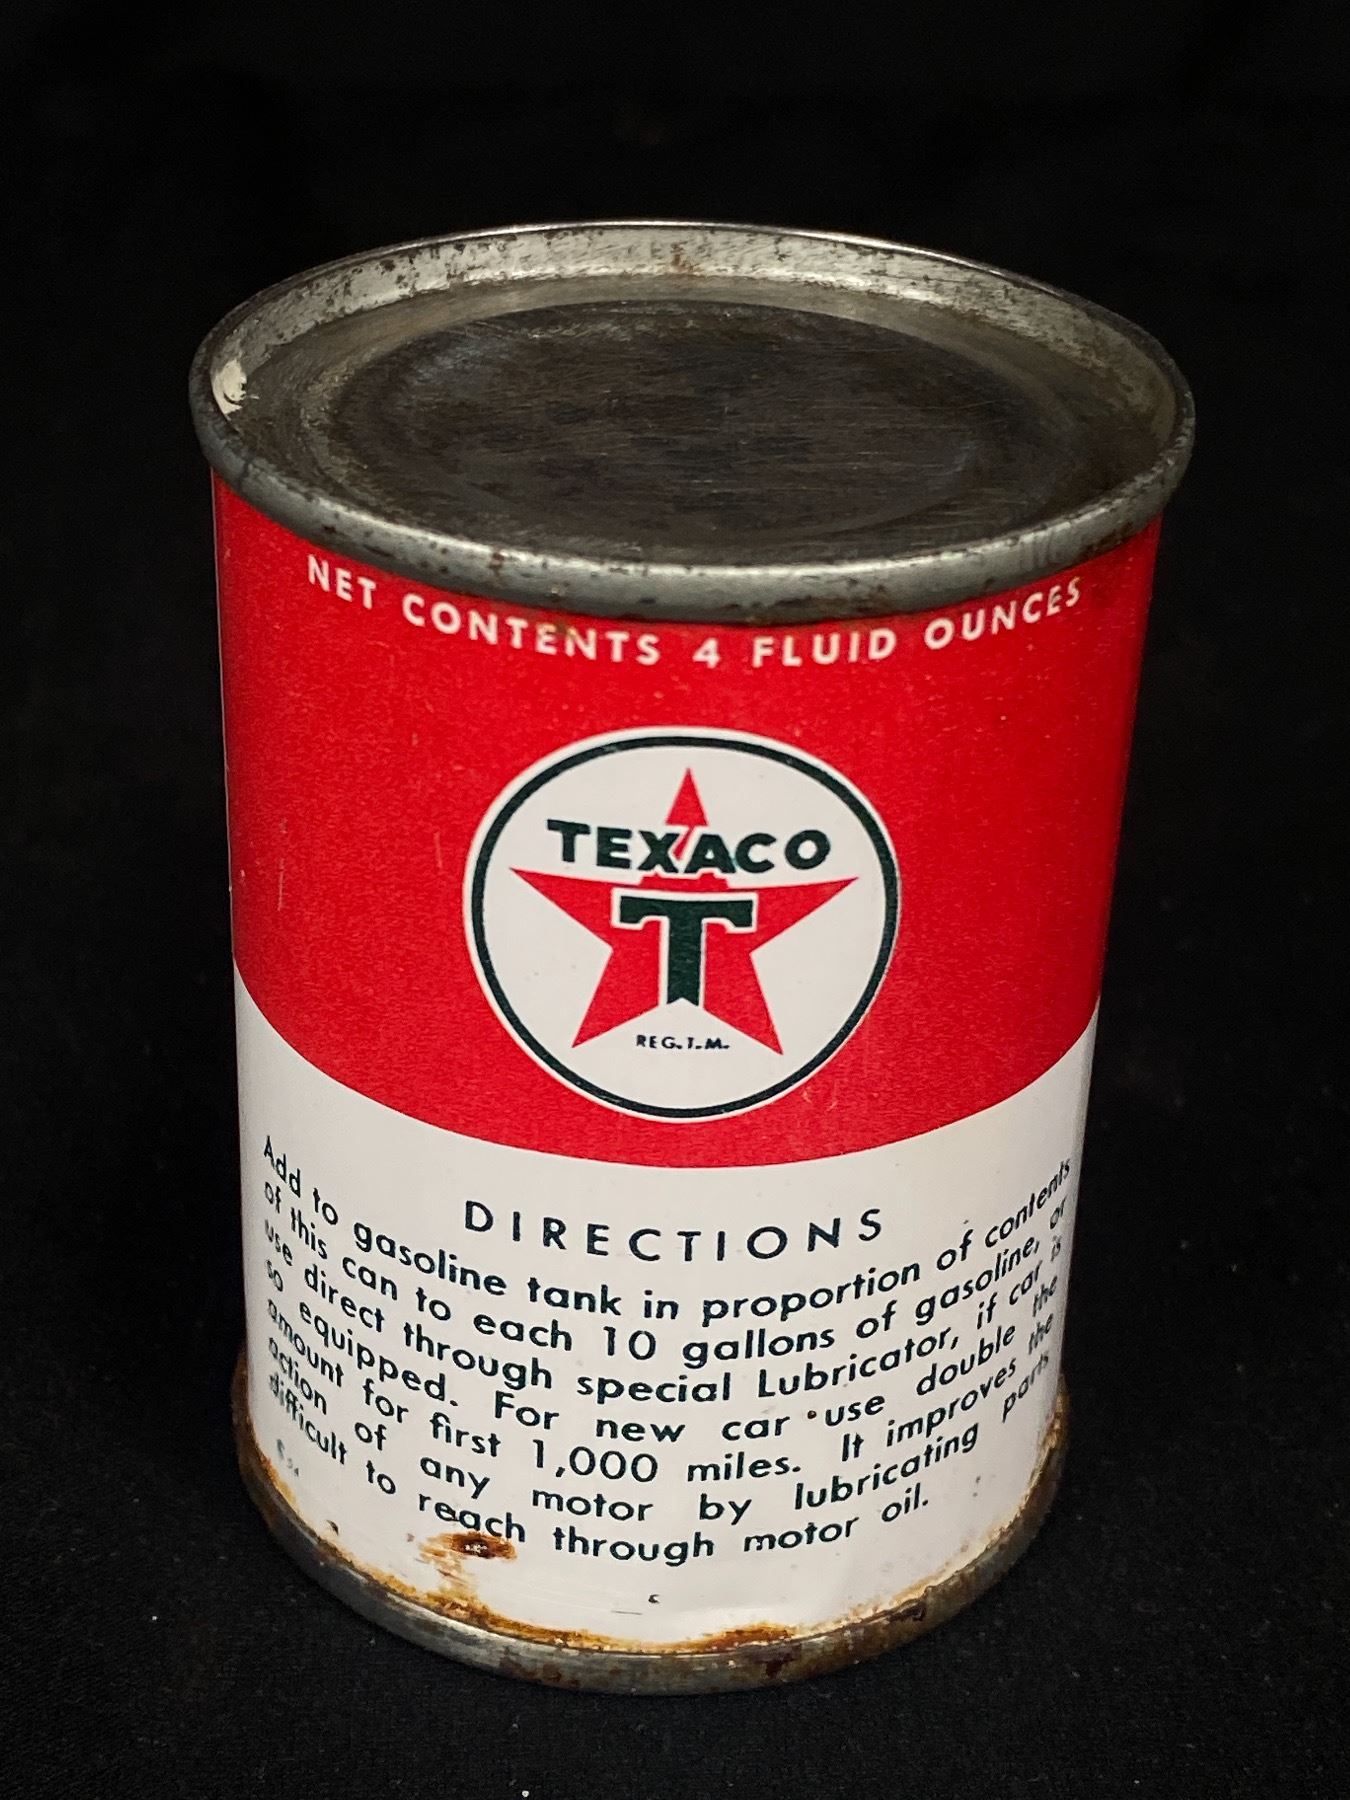 NET CONTENTS 4 FLUID OUNCES
TEXACO
T
REG. T.M.
DIRECTIONS
Add to gasoline tank in proportion of contents
of this can to each 10 gallons of gasoline, or
use direct through special Lubricator, if car is
so equipped. For new car use double the
amount for first 1,000 miles. It improves the
action of any motor by lubricating parts
difficult to reach through motor oil.